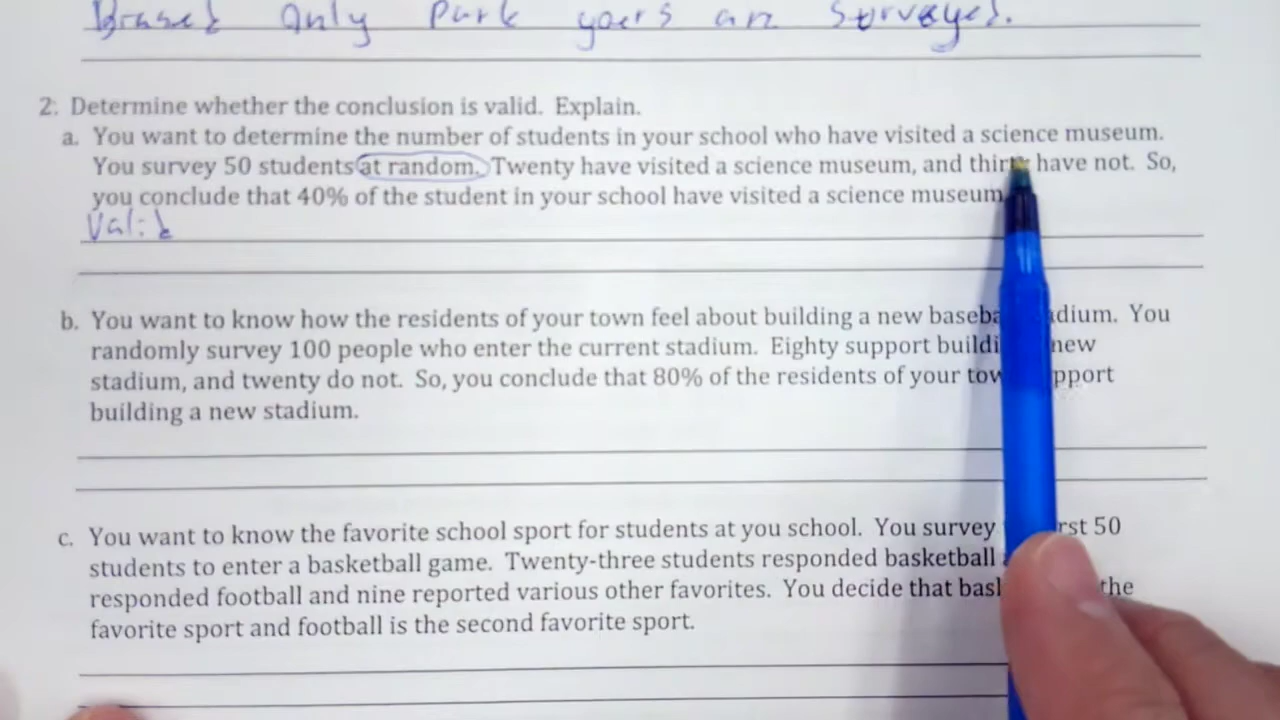 Biased Only Park goers are surveyed.
2. Determine whether the conclusion is valid. Explain.
a. You want to determine the number of students in your school who have visited a science museum.
You survey 50 students at random. Twenty have visited a science museum, and thirty have not. So,
you conclude that 40% of the student in your school have visited a science museum
Valid
b. You want to know how the residents of your town feel about building a new baseba dium. You
randomly survey 100 people who enter the current stadium. Eighty support buildi new
stadium, and twenty do not. So, you conclude that 80% of the residents of your tow pport
building a new stadium.
c. You want to know the favorite school sport for students at you school. You survey rst 50
students to enter a basketball game. Twenty-three students responded basketball
responded football and nine reported various other favorites. You decide that bas the
favorite sport and football is the second favorite sport.